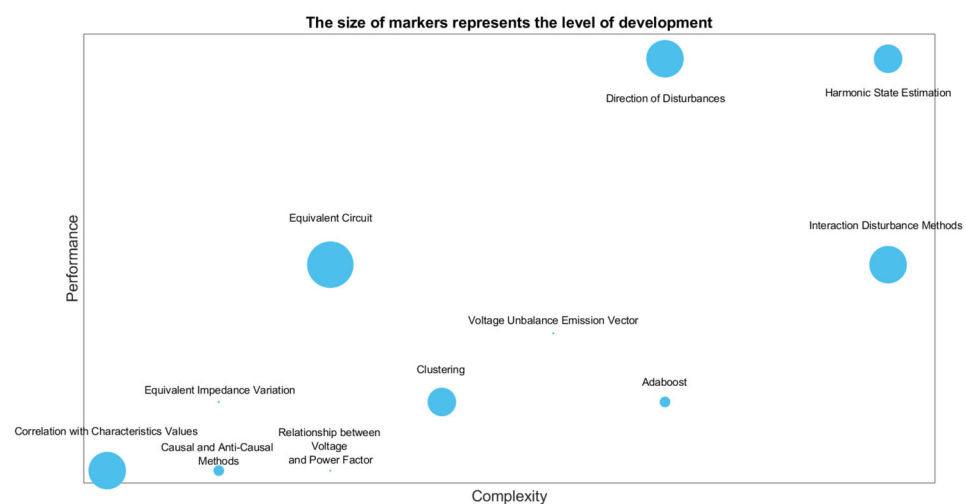 The size of markers represents the level of development
Direction of Disturbances
Harmonic State Estimation
Equivalent Circuit
Interaction Disturbance Methods
Performance
Voltage Unbalance Emission Vector
Clustering
Adaboost
Equivalent Impedance Variation
Correlation with Characteristics Values
Causal and Anti-Causal
Methods
Relationship between
Voltage
and Power Factor
Complexity